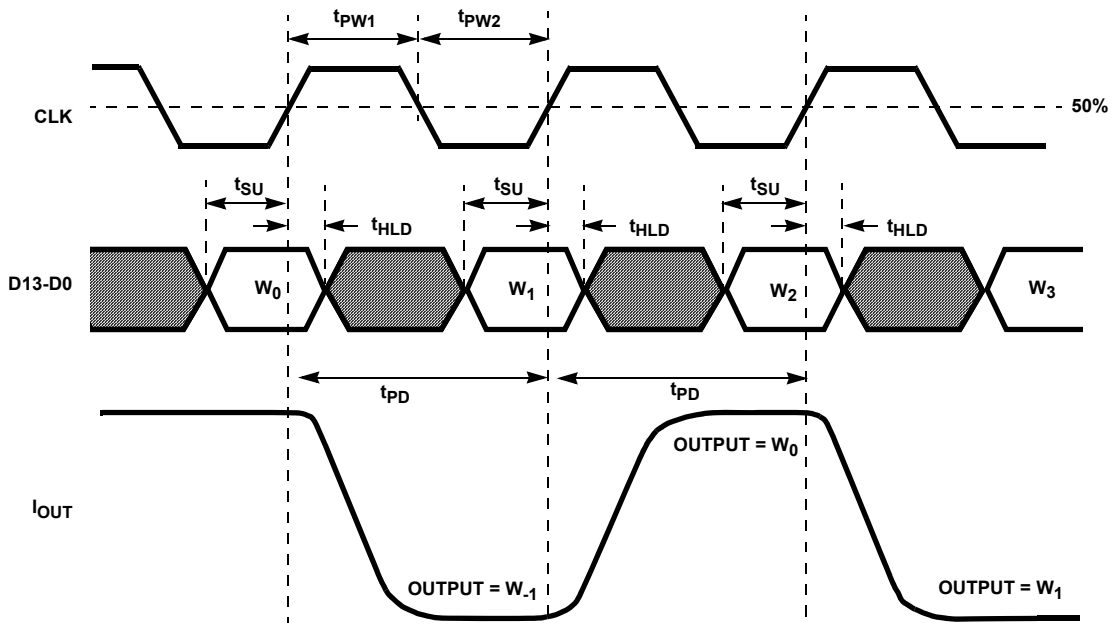 tPW1 tPW2
CLK 50%
tSU tSU tSU
tHLD tHLD tHLD
D13-D0 W0 W1 W2 W3
tPD tPD
OUTPUT = W0
IOUT
OUTPUT = W-1 OUTPUT = W1